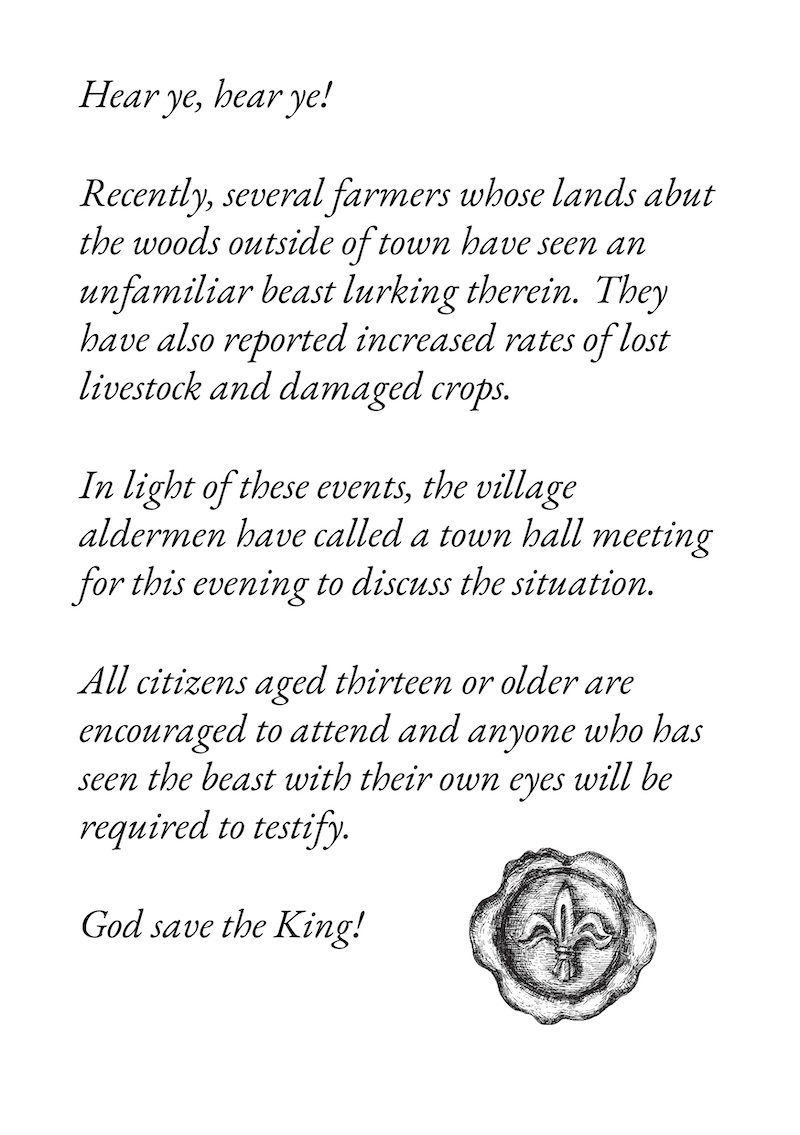 Hear ye, hear ye!
Recently, several farmers whose lands abut
the woods outside of town have seen an
unfamiliar beast lurking therein.  They
have also reported increased rates of lost
livestock and damaged crops.
In light of these events, the village
aldermen have called a town hall meeting
for this evening to discuss the situation.
All citizens aged thirteen or older are
encouraged to attend and anyone who has
seen the beast with their own eyes will be
required to testify.
God save the King!